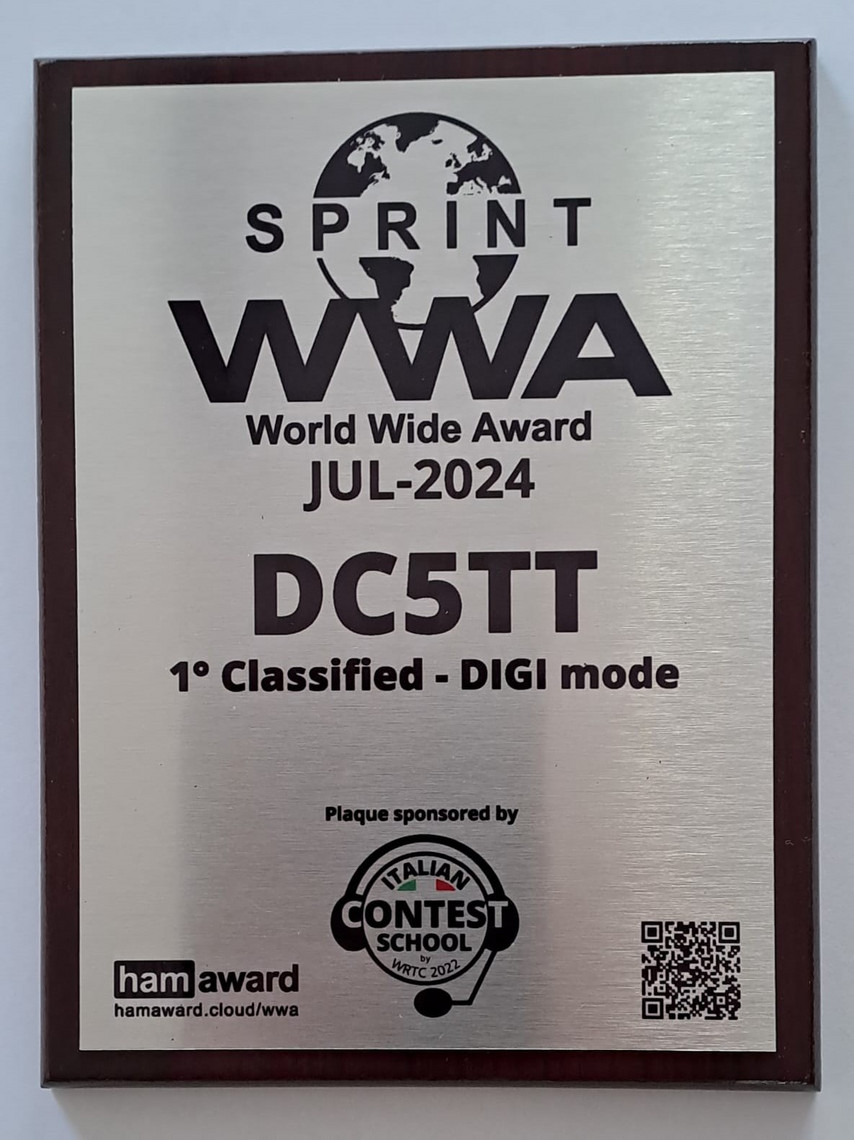 SPRINT
WWA
World Wide Award
JUL-2024
DC5TT
1° Classified - DIGI mode
Plaque sponsored by
ITALIAN
CONTEST
SCHOOL
by
WRTC 2022
hamaward
hamaward.cloud/wwa